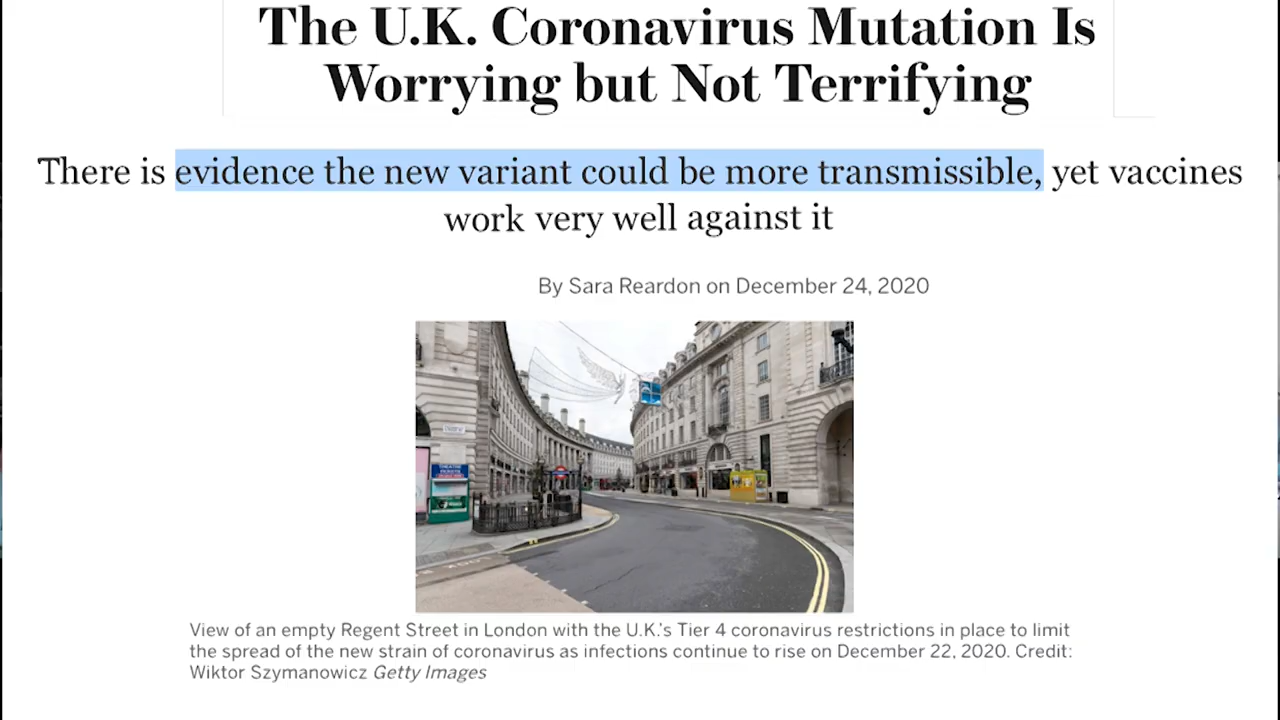 The U.K. Coronavirus Mutation Is
Worrying but Not Terrifying
There is evidence the new variant could be more transmissible, yet vaccines
work very well against it
By Sara Reardon on December 24, 2020
View of an empty Regent Street in London with the U.K.'s Tier 4 coronavirus restrictions in place to limit
the spread of the new strain of coronavirus as infections continue to rise on December 22, 2020. Credit:
Wiktor Szymanowicz Getty Images